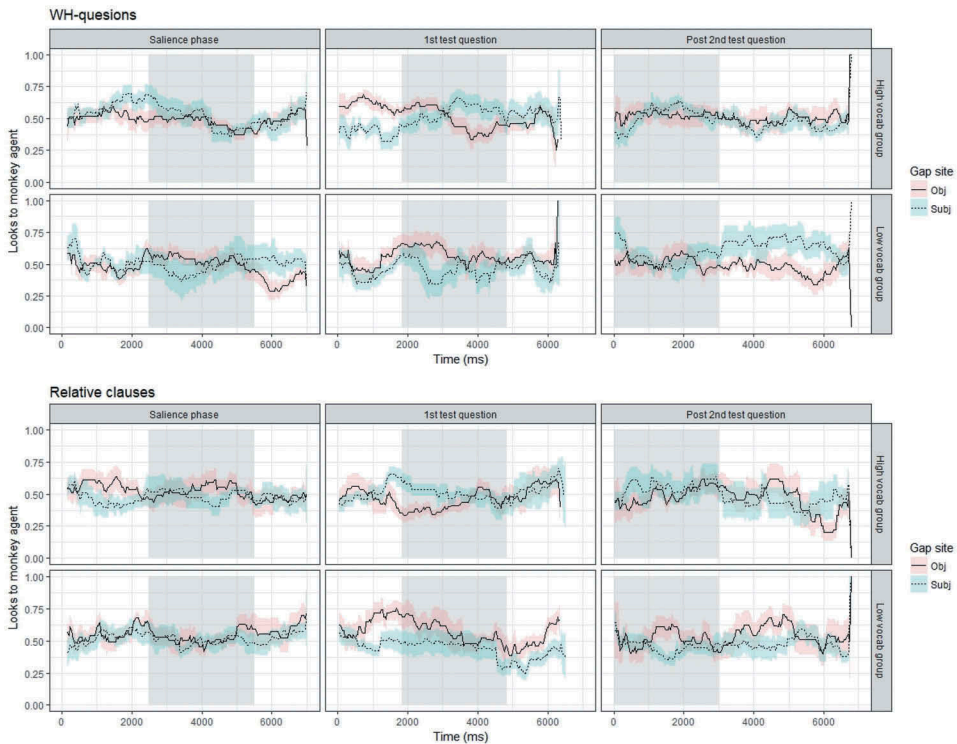 WH-quesions
Salience phase
1st test question
Post 2nd test question
1.00
0.75
0.50
0.25
0.00
High vocab group
1.00
0.75
0.50
0.25
0.00
Low vocab group
Looks to monkey agent
0 2000 4000 6000
0 2000 4000 6000
0 2000 4000 6000
Time (ms)
Gap site
Obj
Subj
Relative clauses
Salience phase
1st test question
Post 2nd test question
1.00
0.75
0.50
0.25
0.00
High vocab group
1.00
0.75
0.50
0.25
0.00
Low vocab group
Looks to monkey agent
0 2000 4000 6000
0 2000 4000 6000
0 2000 4000 6000
Time (ms)
Gap site
Obj
Subj